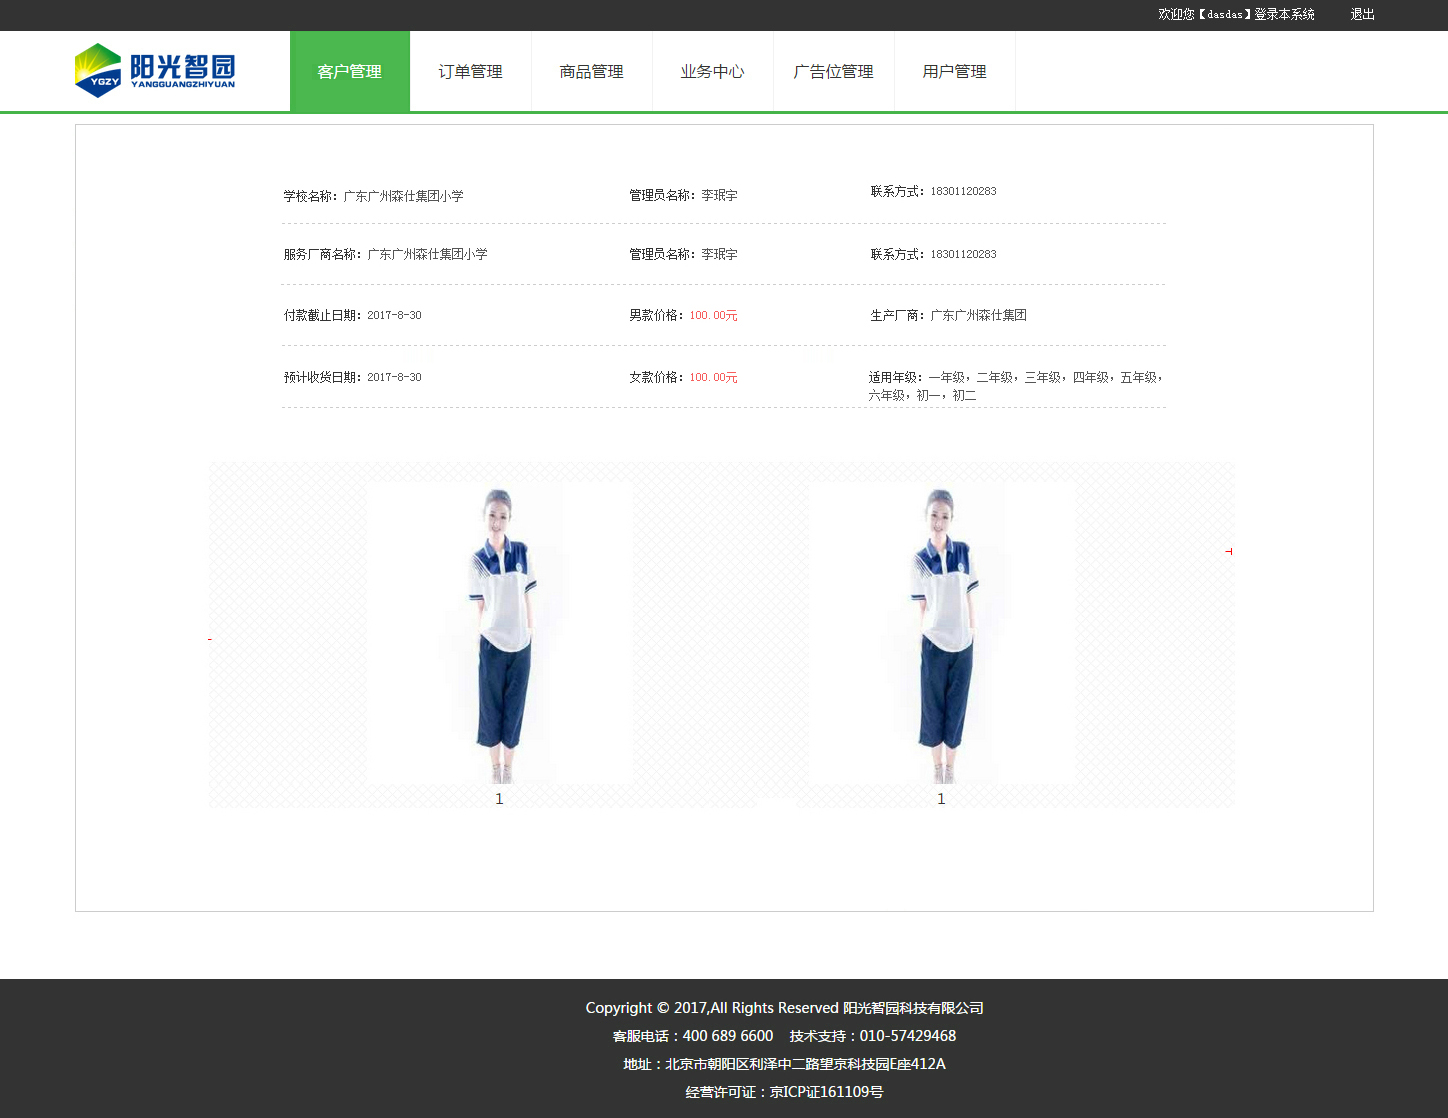 欢迎您【dasdas】登录本系统 退出
YGZY 阳光智园
YANGGUANGZHIYUAN
客户管理 订单管理 商品管理 业务中心 广告位管理 用户管理
学校名称：广东广州森仕集团小学 管理员名称：李珉宇 联系方式：18301120283
服务厂商名称：广东广州森仕集团小学 管理员名称：李珉宇 联系方式：18301120283
付款截止日期：2017-8-30 男款价格：100.00元 生产厂商：广东广州森仕集团
预计收货日期：2017-8-30 女款价格：100.00元 适用年级：一年级，二年级，三年级，四年级，五年级，
六年级，初一，初二
1 1
Copyright © 2017,All Rights Reserved 阳光智园科技有限公司
客服电话：400 689 6600 技术支持：010-57429468
地址：北京市朝阳区利泽中二路望京科技园E座412A
经营许可证：京ICP证161109号